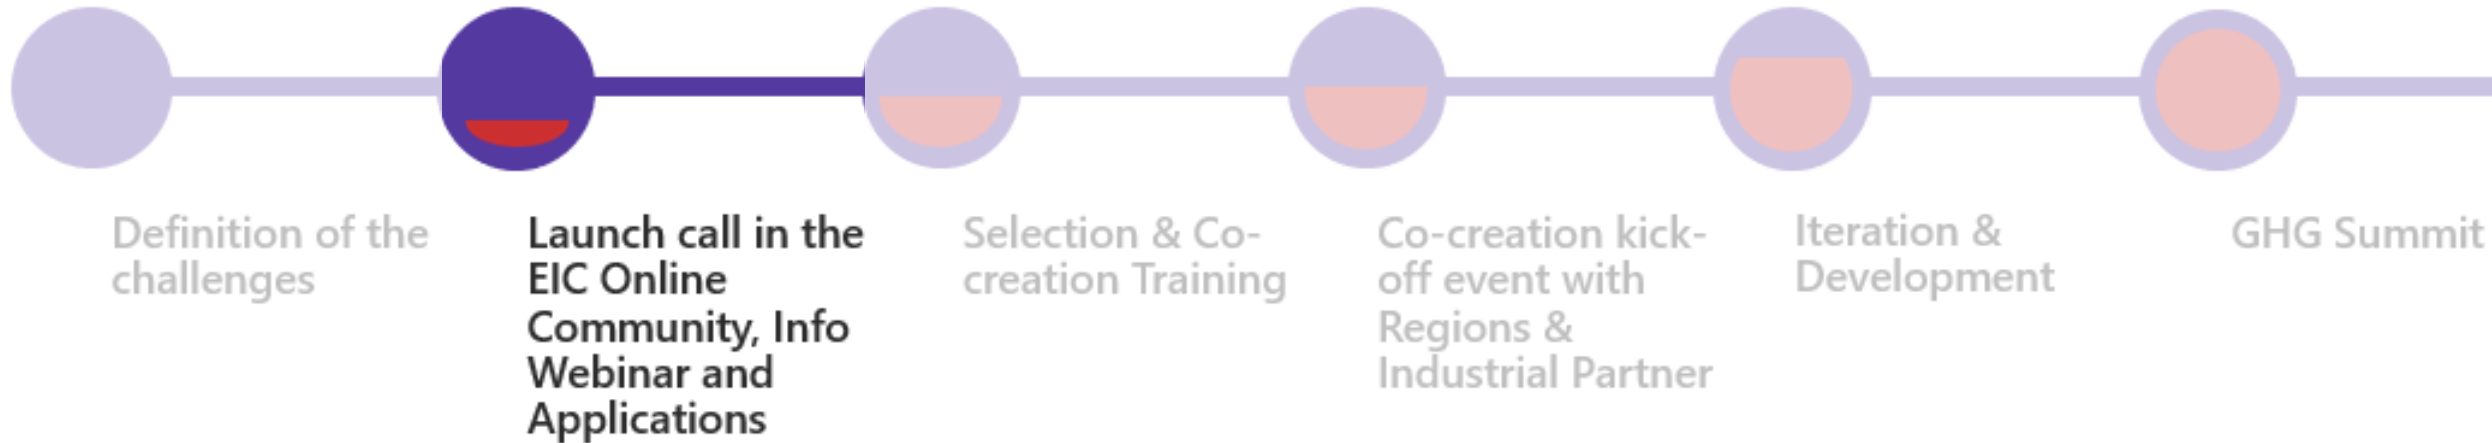 Definition of the
challenges
Launch call in the
EIC Online
Community, Info
Webinar and
Applications
Selection & Co-
creation Training
Co-creation kick-
off event with
Regions &
Industrial Partner
Iteration &
Development
GHG Summit